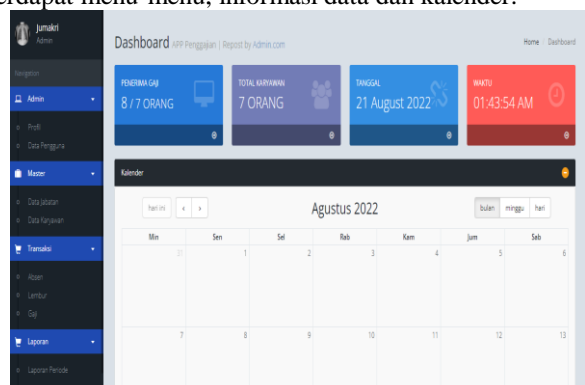 erdapat menu-menu, informasi data dan kalender.
Jumakri
Admin
Navigation
Admin
Profil
Data Pengguna
Master
Data Jabatan
Data Karyawan
Transaksi
Absen
Lembur
Gaji
Laporan
Laporan Periode
Dashboard APP Penggajian | Repost by Admin.com
Home Dashboard
PENERIMA GAJI
8 / 7 ORANG
TOTAL KARYAWAN
7 ORANG
TANGGAL
21 August 2022
WAKTU
01:43:54 AM
Kalender
hari ini
Agustus 2022
bulan minggu hari
Min Sen Sel Rab Kam Jum Sab
31 1 2 3 4 5 6
7 8 9 10 11 12 13